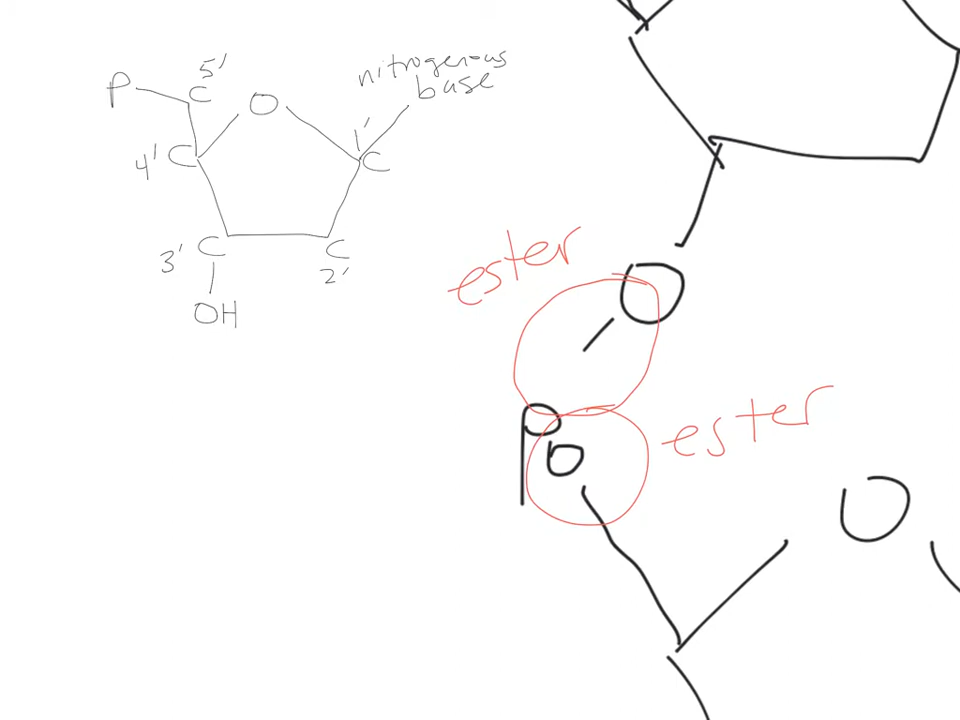 nitrogenous
base
5'
P
C
O
1'
4' C
C
3' C
C
2'
OH
ester
O
P
O
ester
O